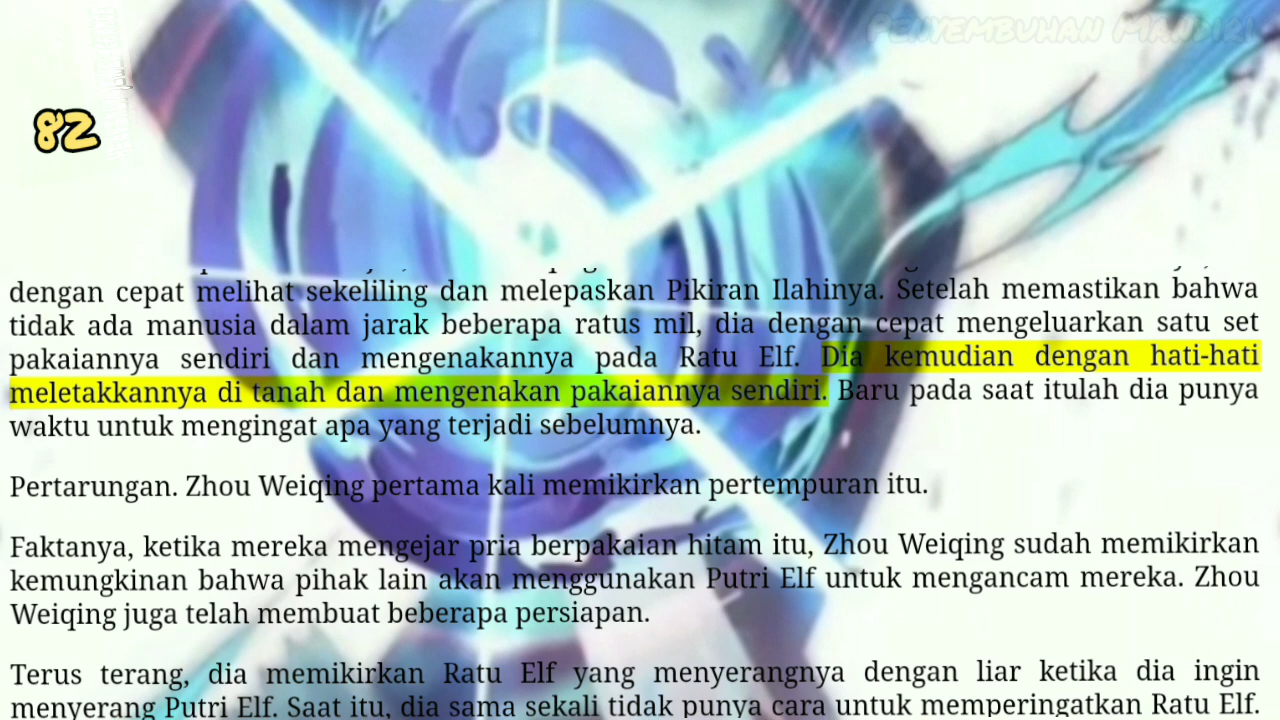 PENYEMBUHAN MANDIRI
82
dengan cepat melihat sekeliling dan melepaskan Pikiran Ilahinya. Setelah memastikan bahwa
tidak ada manusia dalam jarak beberapa ratus mil, dia dengan cepat mengeluarkan satu set
pakaiannya sendiri dan mengenakannya pada Ratu Elf. Dia kemudian dengan hati-hati
meletakkannya di tanah dan mengenakan pakaiannya sendiri. Baru pada saat itulah dia punya
waktu untuk mengingat apa yang terjadi sebelumnya.
Pertarungan. Zhou Weiqing pertama kali memikirkan pertempuran itu.
Faktanya, ketika mereka mengejar pria berpakaian hitam itu, Zhou Weiqing sudah memikirkan
kemungkinan bahwa pihak lain akan menggunakan Putri Elf untuk mengancam mereka. Zhou
Weiqing juga telah membuat beberapa persiapan.
Terus terang, dia memikirkan Ratu Elf yang menyerangnya dengan liar ketika dia ingin
menyerang Putri Elf. Saat itu, dia sama sekali tidak punya cara untuk memperingatkan Ratu Elf.